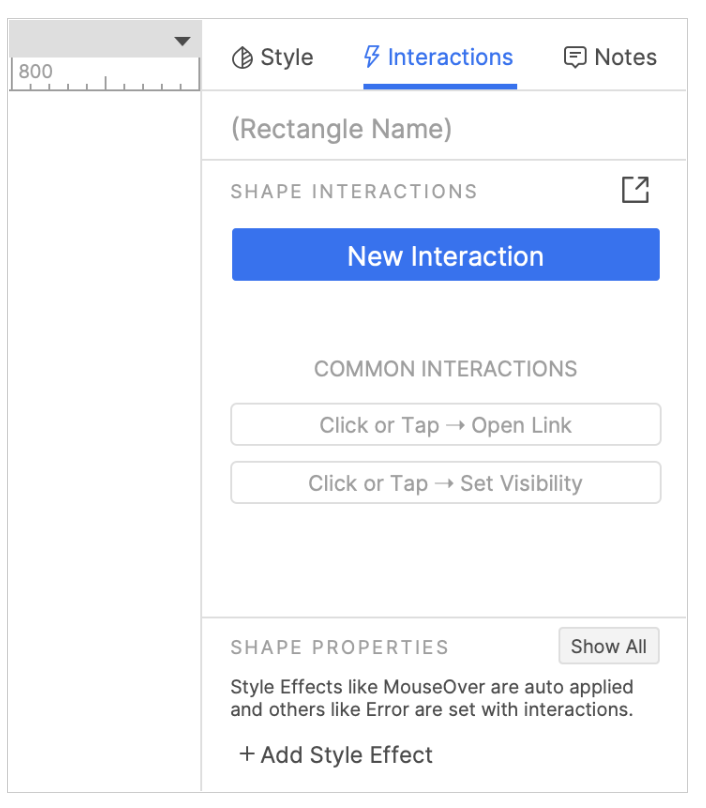 800
Style Interactions Notes
(Rectangle Name)
SHAPE INTERACTIONS
New Interaction
COMMON INTERACTIONS
Click or Tap → Open Link
Click or Tap → Set Visibility
SHAPE PROPERTIES Show All
Style Effects like MouseOver are auto applied
and others like Error are set with interactions.
+ Add Style Effect